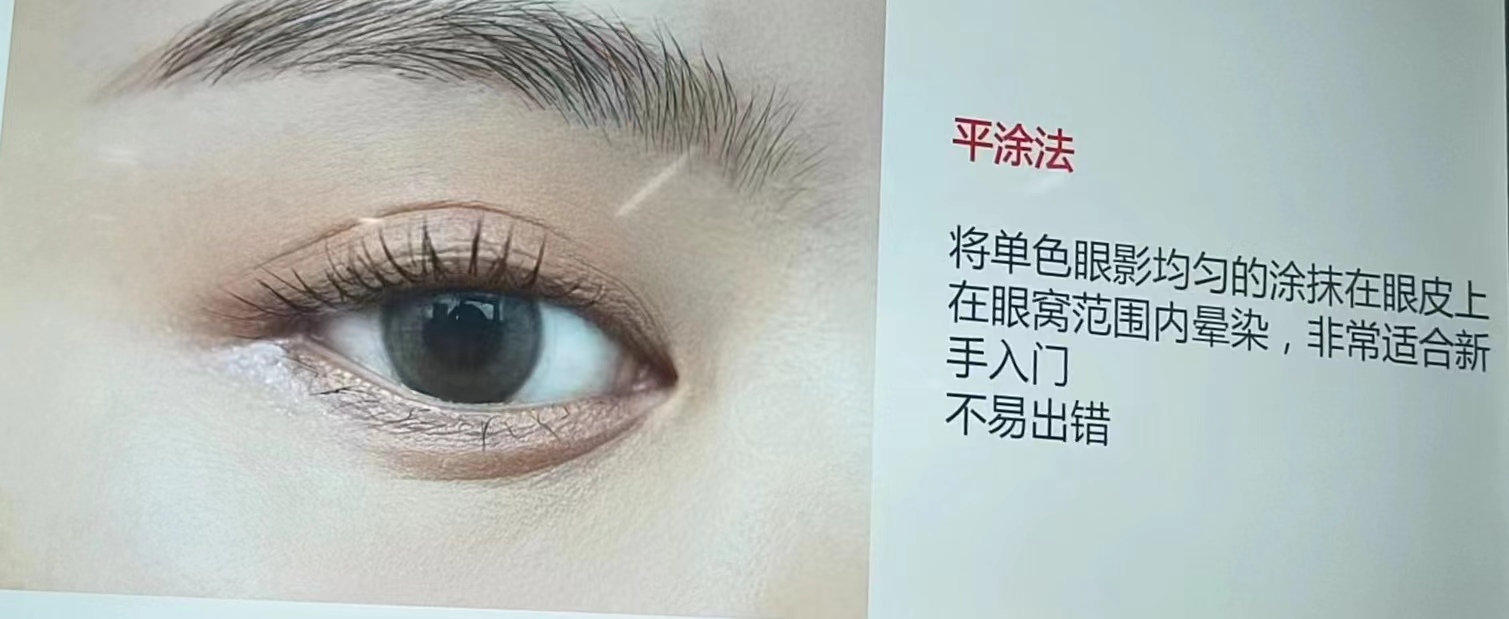 平涂法
将单色眼影均匀的涂抹在眼皮上
在眼窝范围内晕染，非常适合新
手入门
不易出错